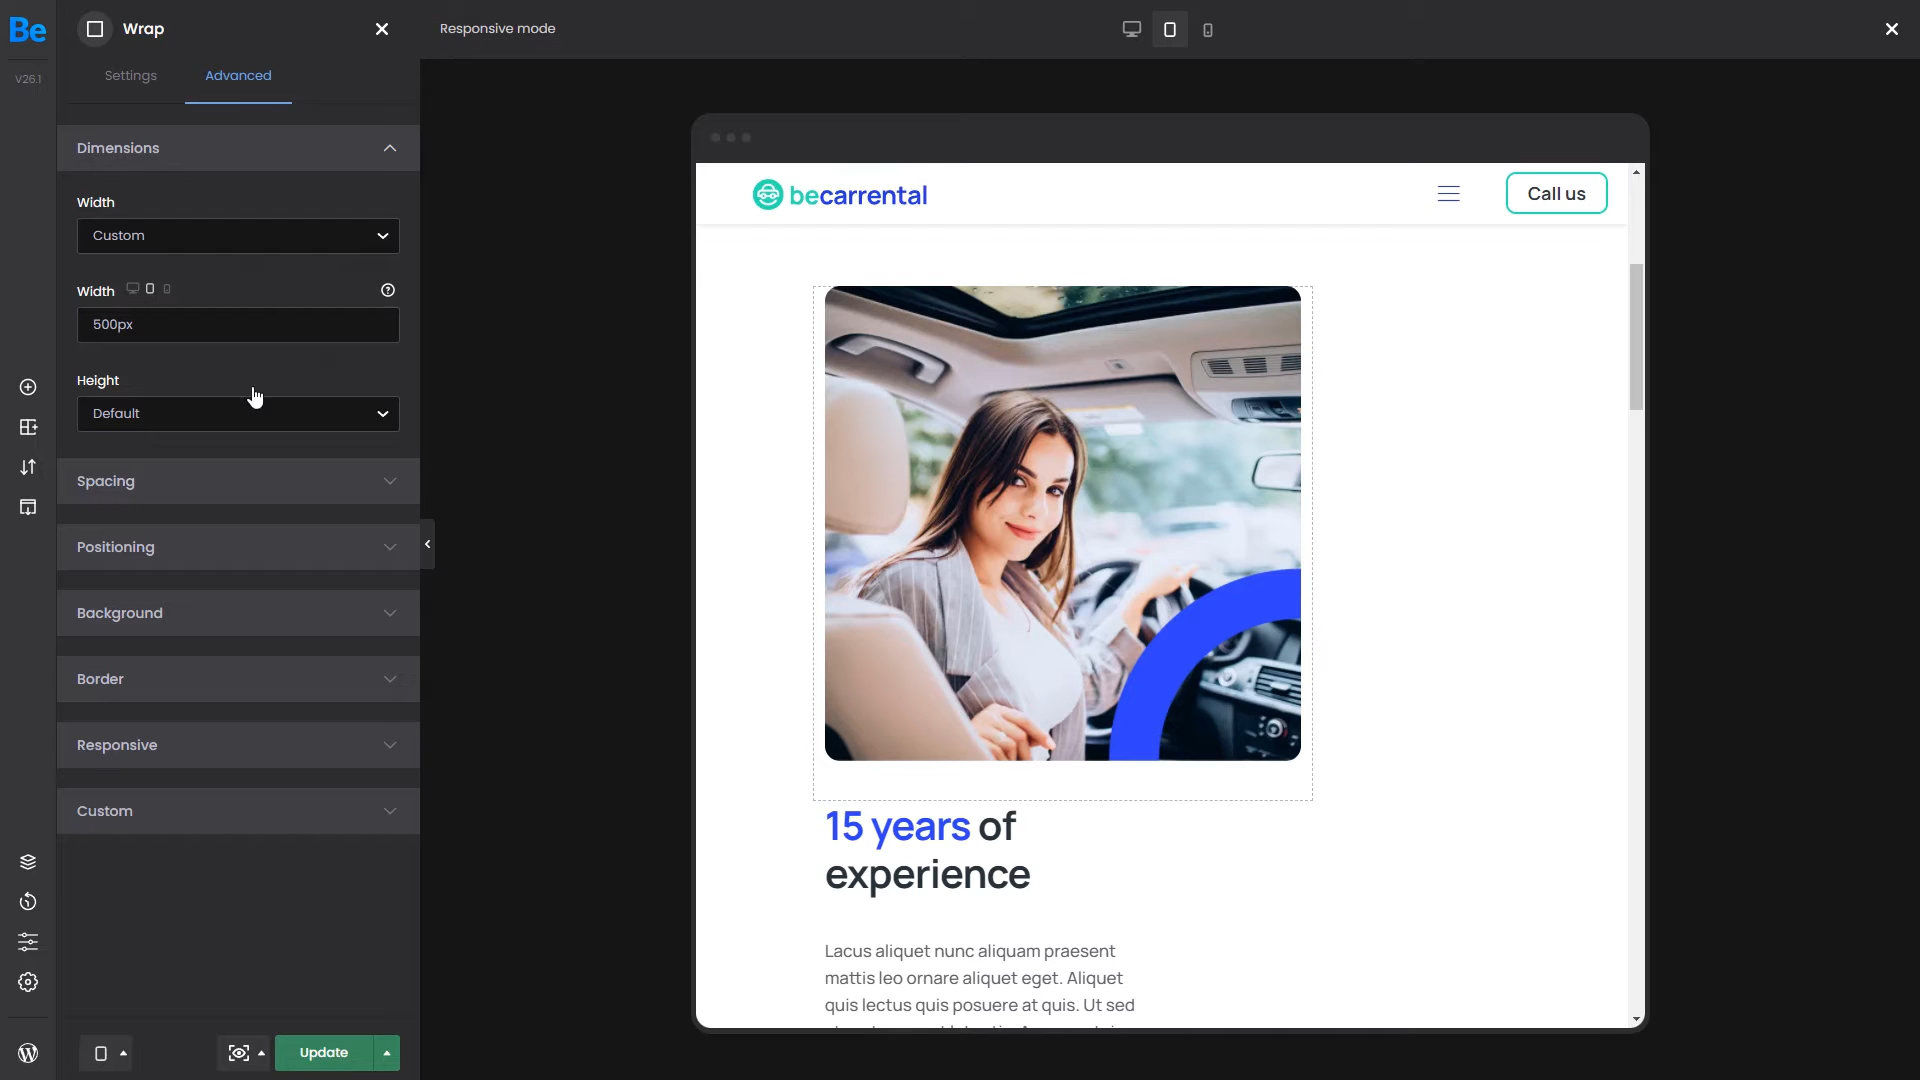 Be
Wrap
Responsive mode
V26.1
Settings
Advanced
Dimensions
Width
Custom
Width
500px
Height
Default
Spacing
Positioning
Background
Border
Responsive
Custom
Update
becarrental
Call us
15 years of
experience
Lacus aliquet nunc aliquam praesent
mattis leo ornare aliquet eget. Aliquet
quis lectus quis posuere at quis. Ut sed